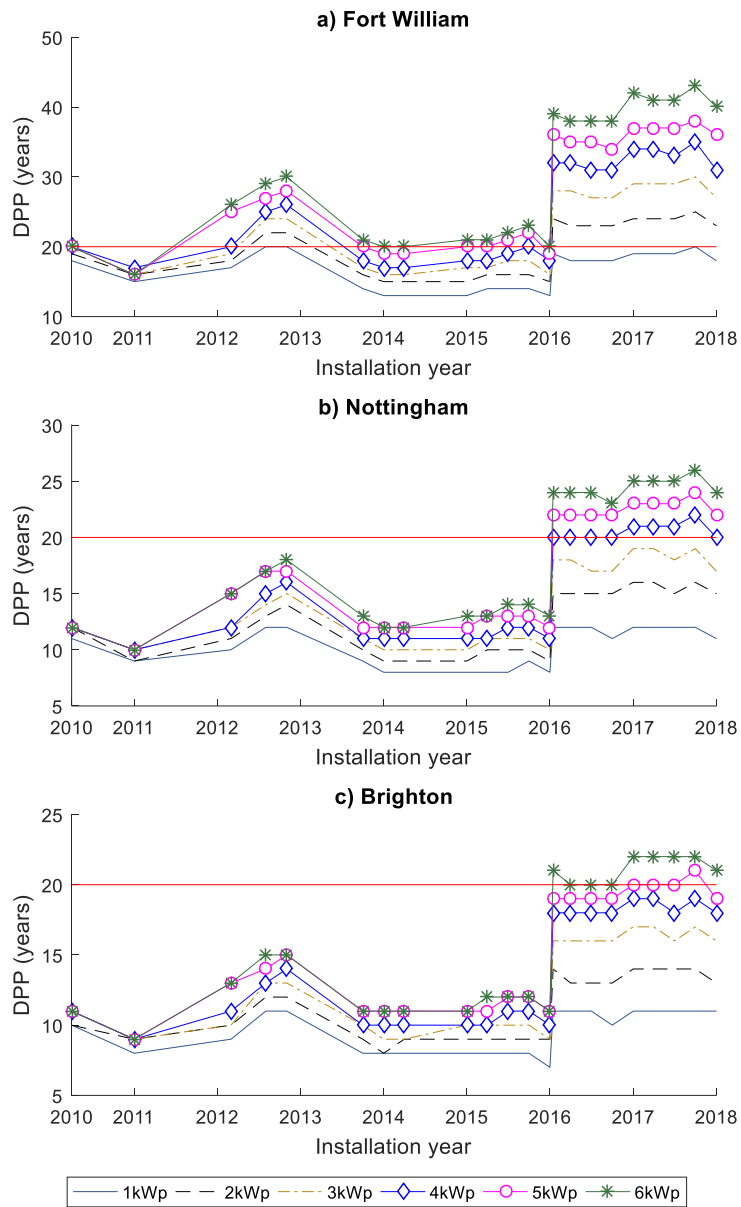 a) Fort William
50
40
30
20
10
DPP (years)
2010 2011 2012 2013 2014 2015 2016 2017 2018
Installation year
b) Nottingham
30
25
20
15
10
5
DPP (years)
2010 2011 2012 2013 2014 2015 2016 2017 2018
Installation year
c) Brighton
25
20
15
10
5
DPP (years)
2010 2011 2012 2013 2014 2015 2016 2017 2018
Installation year
1kWp 2kWp 3kWp 4kWp 5kWp 6kWp